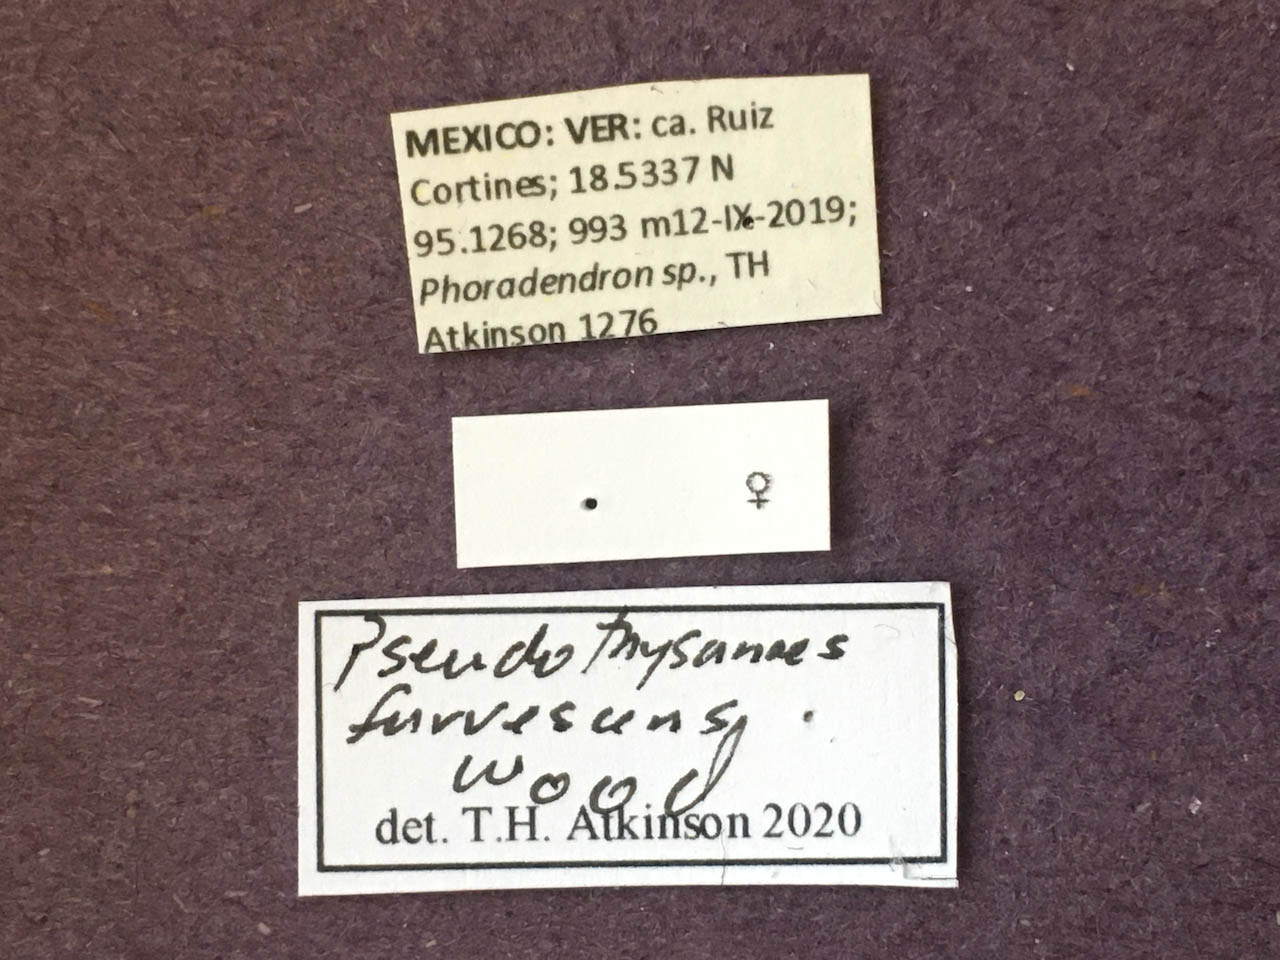 MEXICO: VER: ca. Ruiz
Cortines; 18.5337 N
95.1268; 993 m12-IX-2019;
Phoradendron sp., TH
Atkinson 1276
♀
Pseudothysanoes
furvescens
Wood
det. T.H. Atkinson 2020